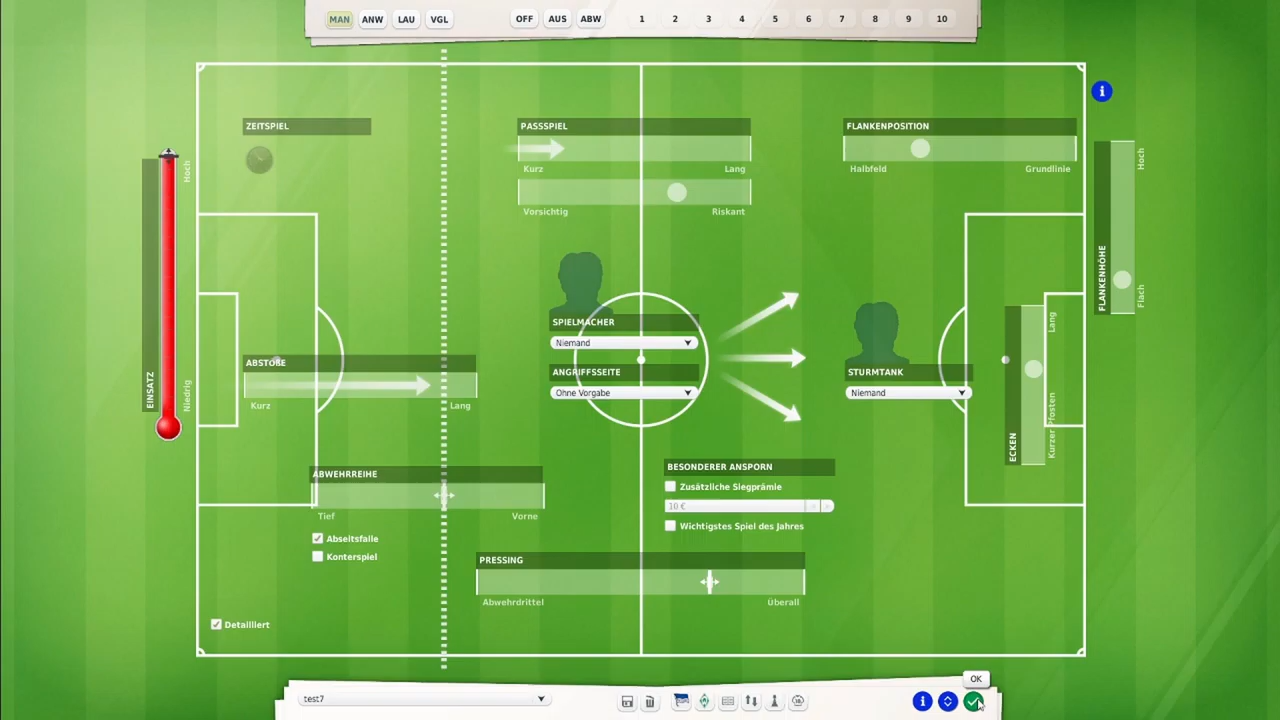 MAN ANW LAU VGL OFF AUS ABW 1 2 3 4 5 6 7 8 9 10
ZEITSPIEL
PASSSPIEL
Kurz Lang
Vorsichtig Riskant
FLANKENPOSITION
Halbfeld Grundlinie
EINSATZ
Hoch
Niedrig
FLANKENHÖHE
Hoch
Flach
SPIELMACHER
Niemand
ANGRIFFSSEITE
Ohne Vorgabe
STURMTANK
Niemand
ABSTÖßE
Kurz Lang
ECKEN
Lang
Kurzer Pfosten
ABWEHRREIHE
Tief Vorne
Abseitsfalle
Konterspiel
BESONDERER ANSPORN
Zusätzliche Siegprämie
10 €
Wichtigstes Spiel des Jahres
PRESSING
Abwehrdrittel Überall
Detailliert
OK
test7